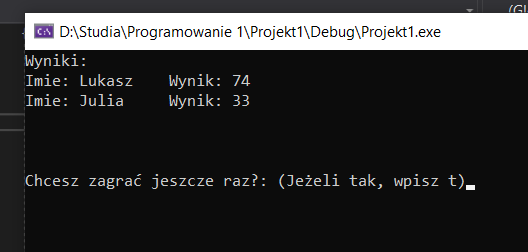 (G
D:\Studia\Programowanie 1\Projekt1\Debug\Projekt1.exe
Wyniki:
Imie: Lukasz    Wynik: 74
Imie: Julia     Wynik: 33
Chcesz zagrać jeszcze raz?: (Jeżeli tak, wpisz t)